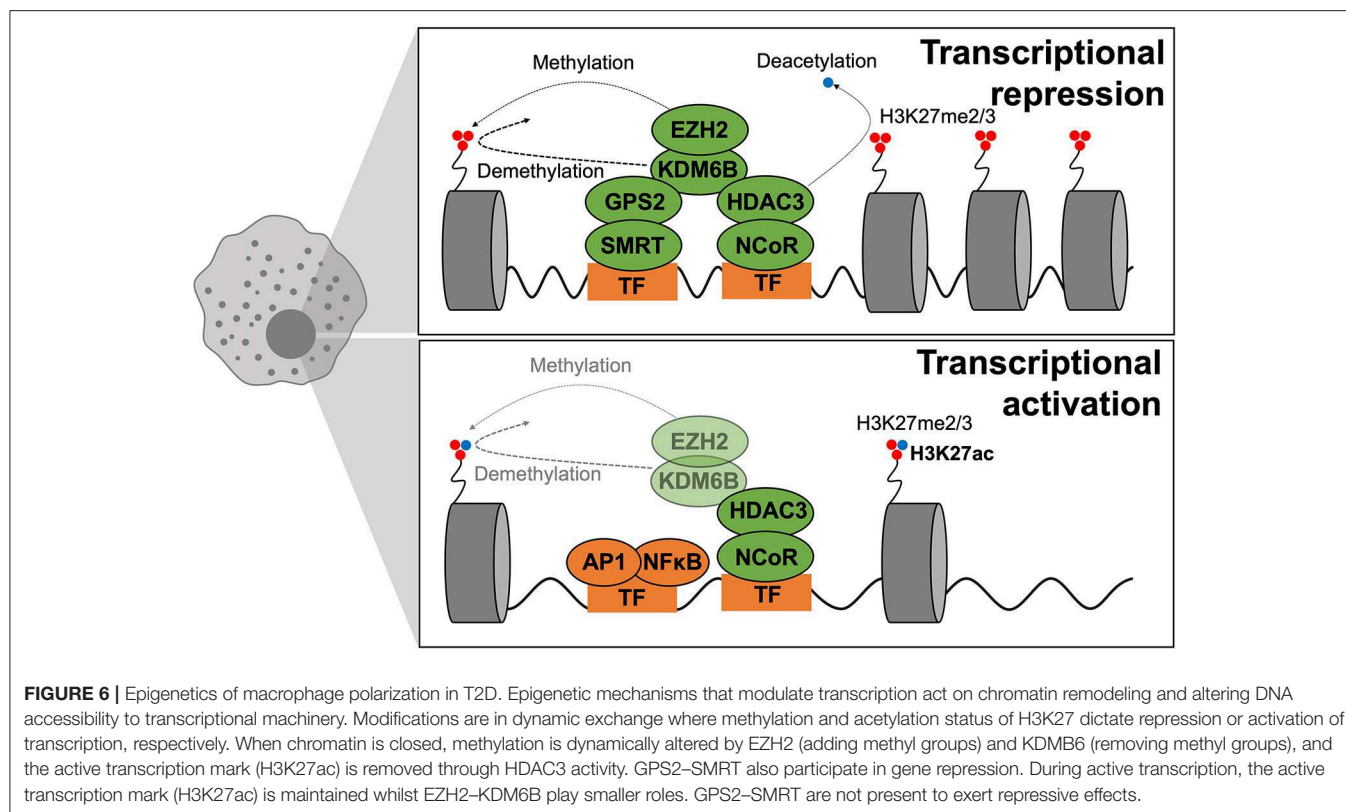 Transcriptional
repression
Methylation
Deacetylation
H3K27me2/3
EZH2
KDM6B
Demethylation
GPS2
HDAC3
SMRT
NCoR
TF
TF
Transcriptional
activation
Methylation
H3K27me2/3
H3K27ac
EZH2
KDM6B
Demethylation
HDAC3
AP1
NFκB
NCoR
TF
TF
FIGURE 6 | Epigenetics of macrophage polarization in T2D. Epigenetic mechanisms that modulate transcription act on chromatin remodeling and altering DNA
accessibility to transcriptional machinery. Modifications are in dynamic exchange where methylation and acetylation status of H3K27 dictate repression or activation of
transcription, respectively. When chromatin is closed, methylation is dynamically altered by EZH2 (adding methyl groups) and KDMB6 (removing methyl groups), and
the active transcription mark (H3K27ac) is removed through HDAC3 activity. GPS2–SMRT also participate in gene repression. During active transcription, the active
transcription mark (H3K27ac) is maintained whilst EZH2–KDM6B play smaller roles. GPS2–SMRT are not present to exert repressive effects.